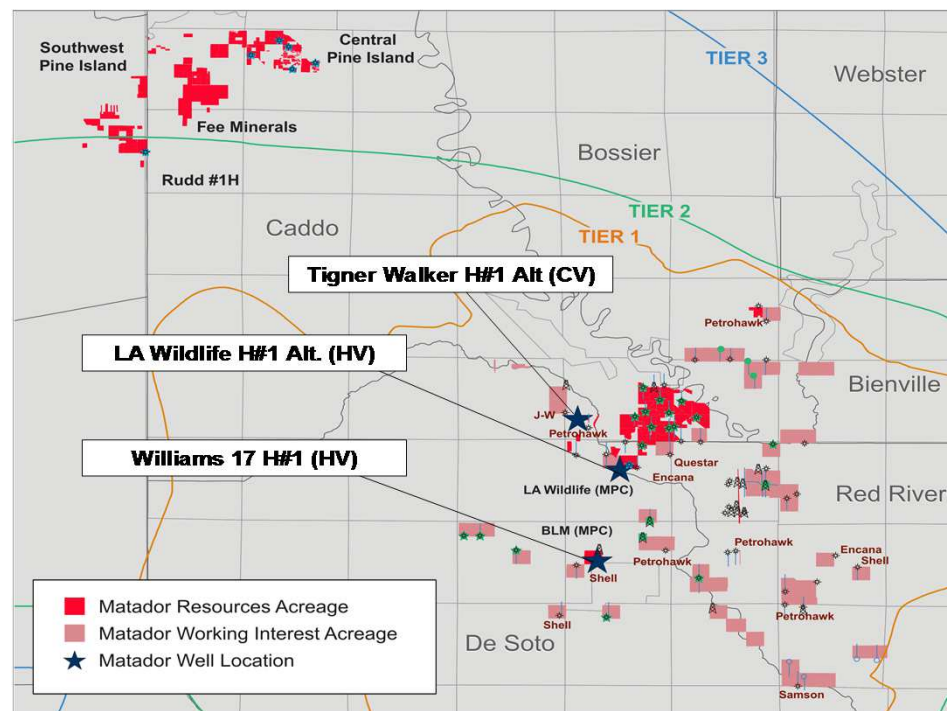 Southwest
Pine Island
Central
Pine Island
TIER 3
Webster
Fee Minerals
Bossier
Rudd #1H
TIER 2
Caddo
TIER 1
Tigner Walker H#1 Alt (CV)
Petrohawk
LA Wildlife H#1 Alt. (HV)
Bienville
J-W
Petrohawk
Williams 17 H#1 (HV)
Questar
Encana
LA Wildlife (MPC)
Red River
BLM (MPC)
Petrohawk
Encana
Shell
Petrohawk
Shell
Matador Resources Acreage
Petrohawk
Shell
Matador Working Interest Acreage
De Soto
Matador Well Location
Samson